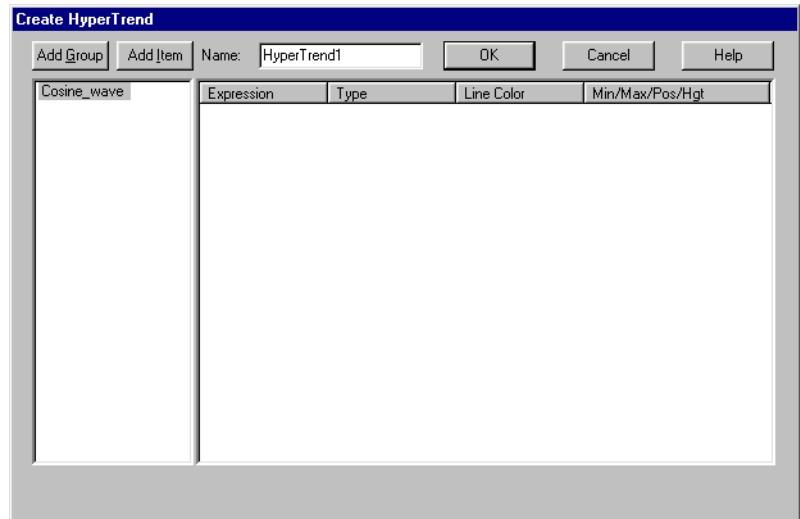 Create HyperTrend
Add Group Add Item Name: HyperTrend1 OK Cancel Help
Cosine_wave Expression Type Line Color Min/Max/Pos/Hgt